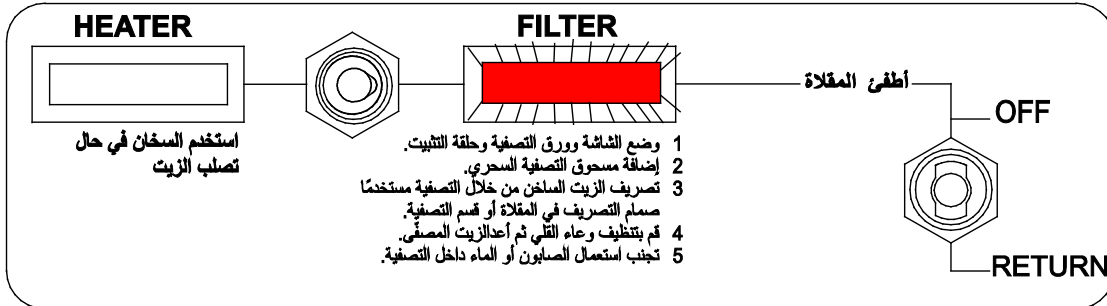 HEATER
FILTER
أطفئ المقلاة
OFF
استخدم السخان في حال
تصلب الزيت
1 وضع الشاشة وورق التصفية وحلقة التثبيت.
2 إضافة مسحوق التصفية السحري.
3 تصريف الزيت الساخن من خلال التصفية مستخدمًا
صمام التصريف في المقلاة أو قسم التصفية.
4 قم بتنظيف وعاء القلي ثم أعدالزيت المصفّى.
5 تجنب استعمال الصابون أو الماء داخل التصفية.
RETURN